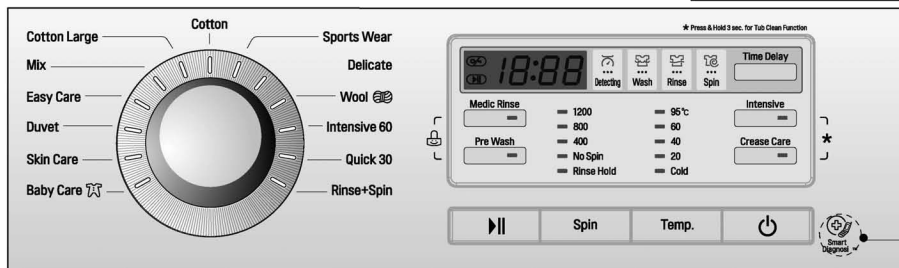 * Press & Hold 3 sec. for Tub Clean Function
Cotton
Cotton Large
Sports Wear
Mix
Delicate
Easy Care
Wool
Duvet
Intensive 60
Skin Care
Quick 30
Baby Care
Rinse+Spin
18:88
Detecting
Wash
Rinse
Spin
Time Delay
Medic Rinse
Pre Wash
1200
800
400
No Spin
Rinse Hold
95°C
60
40
20
Cold
Intensive
Crease Care
*
Spin
Temp.
Smart
Diagnosi